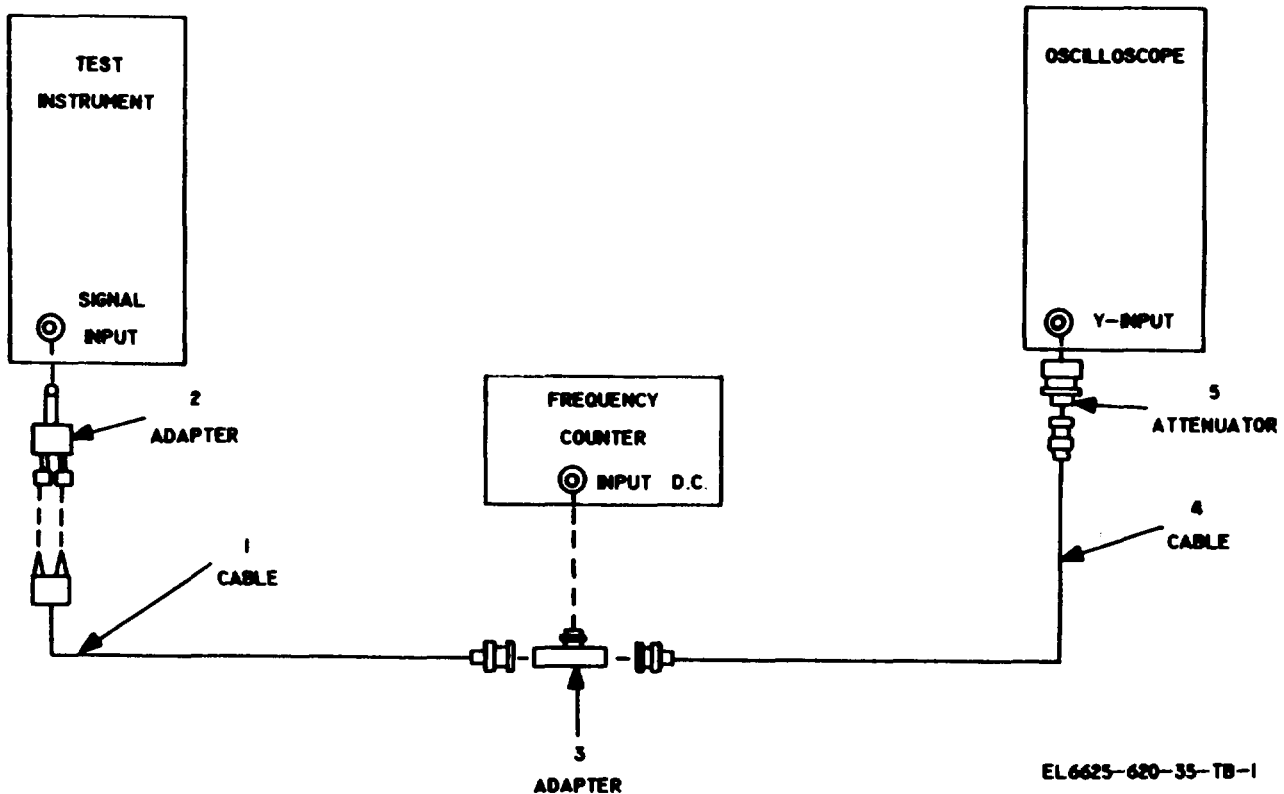 TEST
INSTRUMENT
SIGNAL
INPUT
2
ADAPTER
1
CABLE
FREQUENCY
COUNTER
INPUT D.C.
3
ADAPTER
OSCILLOSCOPE
Y-INPUT
5
ATTENUATOR
4
CABLE
EL6625-620-35-TB-1